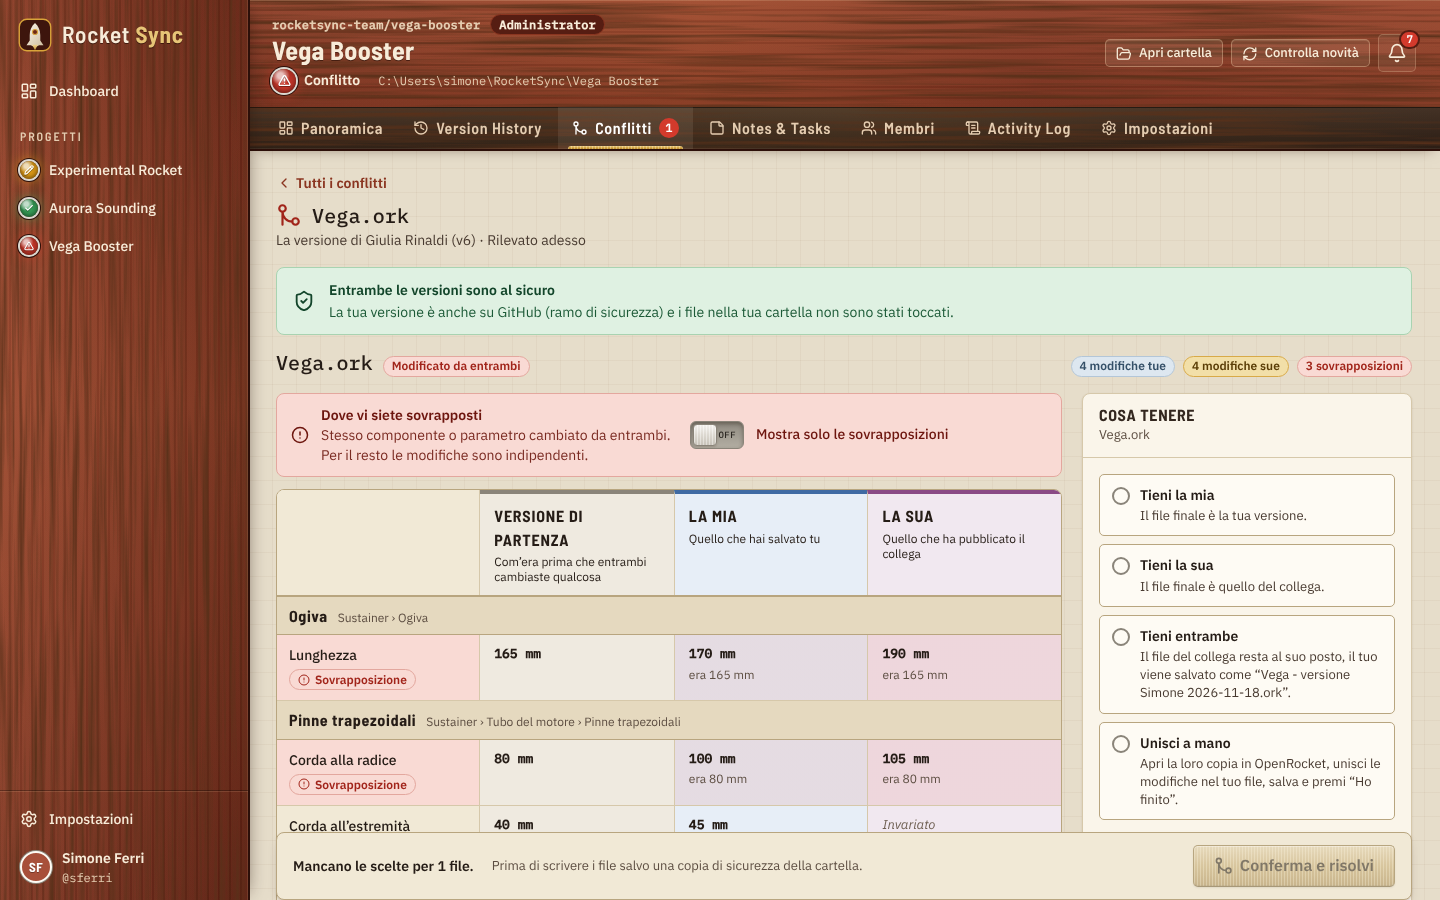 Rocket Sync
Dashboard
PROGETTI
Experimental Rocket
Aurora Sounding
Vega Booster
Impostazioni
SF
Simone Ferri
@sferri
rocketsync-team/vega-booster Administrator
Vega Booster
Conflitto C:\Users\simone\RocketSync\Vega Booster
Apri cartella
Controlla novità
7
Panoramica
Version History
Conflitti 1
Notes & Tasks
Membri
Activity Log
Impostazioni
Tutti i conflitti
Vega.ork
La versione di Giulia Rinaldi (v6) · Rilevato adesso
Entrambe le versioni sono al sicuro
La tua versione è anche su GitHub (ramo di sicurezza) e i file nella tua cartella non sono stati toccati.
Vega.ork Modificato da entrambi
4 modifiche tue
4 modifiche sue
3 sovrapposizioni
Dove vi siete sovrapposti
Stesso componente o parametro cambiato da entrambi.
Per il resto le modifiche sono indipendenti.
OFF
Mostra solo le sovrapposizioni
VERSIONE DI
PARTENZA
Com’era prima che entrambi
cambiaste qualcosa
LA MIA
Quello che hai salvato tu
LA SUA
Quello che ha pubblicato il
collega
Ogiva Sustainer › Ogiva
Lunghezza
Sovrapposizione
165 mm
170 mm
era 165 mm
190 mm
era 165 mm
Pinne trapezoidali Sustainer › Tubo del motore › Pinne trapezoidali
Corda alla radice
Sovrapposizione
80 mm
100 mm
era 80 mm
105 mm
era 80 mm
Corda all’estremità
40 mm
45 mm
Invariato
COSA TENERE
Vega.ork
Tieni la mia
Il file finale è la tua versione.
Tieni la sua
Il file finale è quello del collega.
Tieni entrambe
Il file del collega resta al suo posto, il tuo
viene salvato come “Vega - versione
Simone 2026-11-18.ork”.
Unisci a mano
Apri la loro copia in OpenRocket, unisci le
modifiche nel tuo file, salva e premi “Ho
finito”.
Mancano le scelte per 1 file.
Prima di scrivere i file salvo una copia di sicurezza della cartella.
Conferma e risolvi